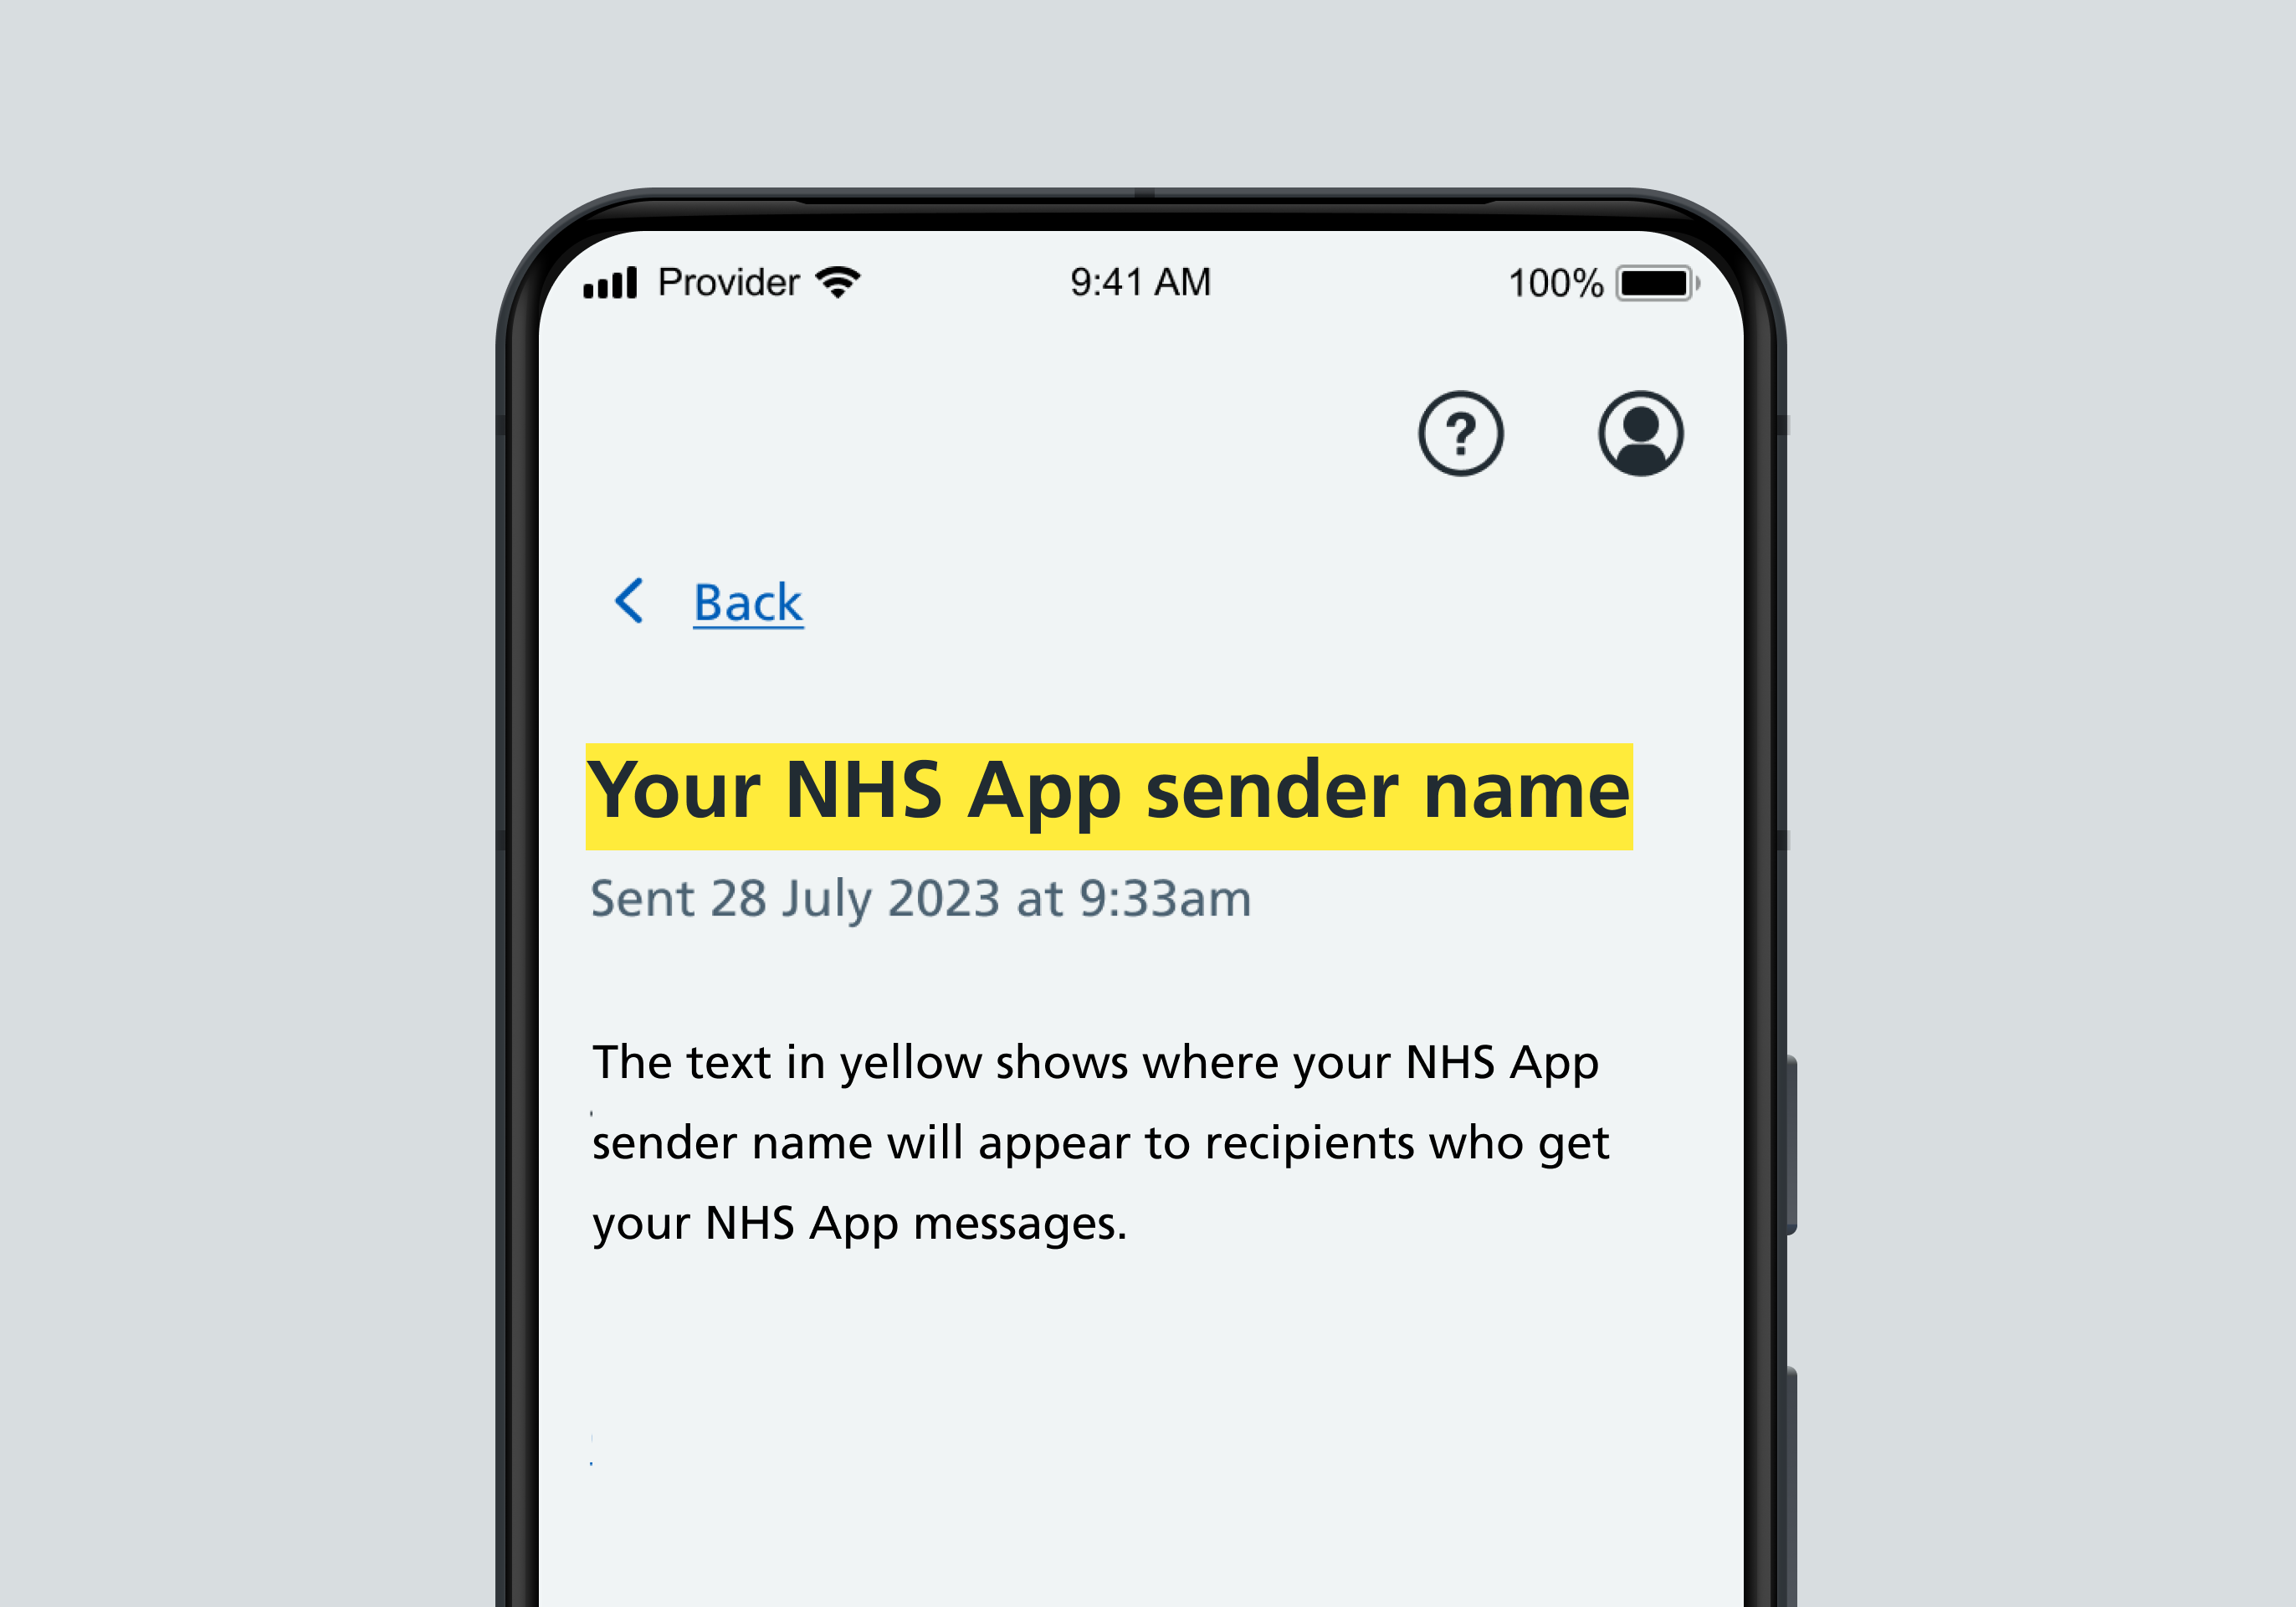 Provider 9:41 AM 100%
?
Back
Your NHS App sender name
Sent 28 July 2023 at 9:33am
The text in yellow shows where your NHS App
sender name will appear to recipients who get
your NHS App messages.